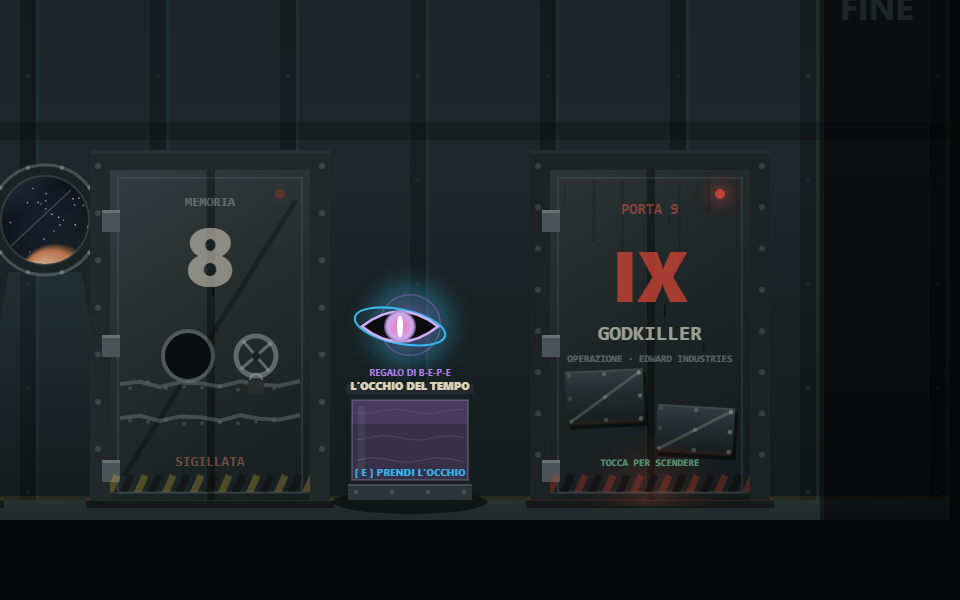 FINE
MEMORIA
8
SIGILLATA
REGALO DI B-E-P-E
L'OCCHIO DEL TEMPO
[ E ] PRENDI L'OCCHIO
PORTA 9
IX
GODKILLER
OPERAZIONE · EDWARD INDUSTRIES
TOCCA PER SCENDERE